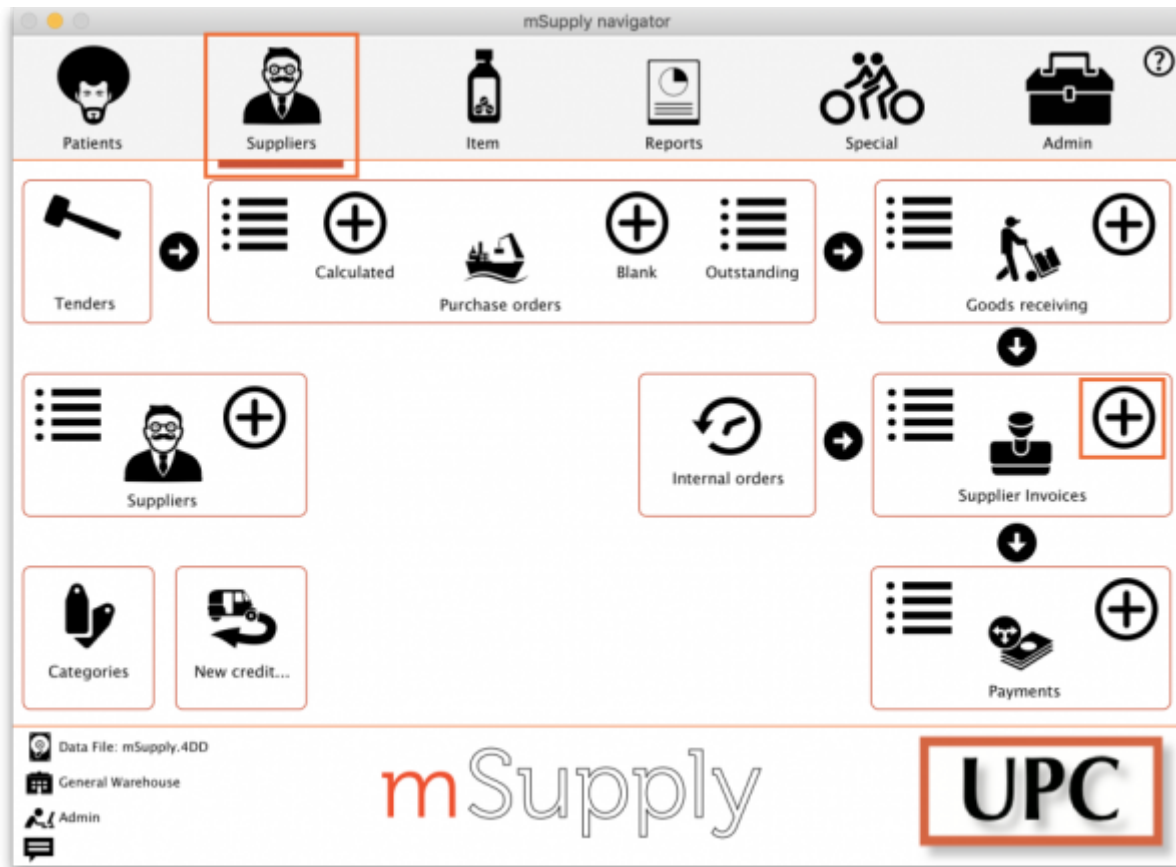 mSupply navigator
Patients
Suppliers
Item
Reports
Special
Admin
?
Tenders
Calculated
Purchase orders
Blank
Outstanding
Goods receiving
Suppliers
Internal orders
Supplier Invoices
Categories
New credit...
Payments
Data File: mSupply.4DD
General Warehouse
Admin
mSupply
UPC